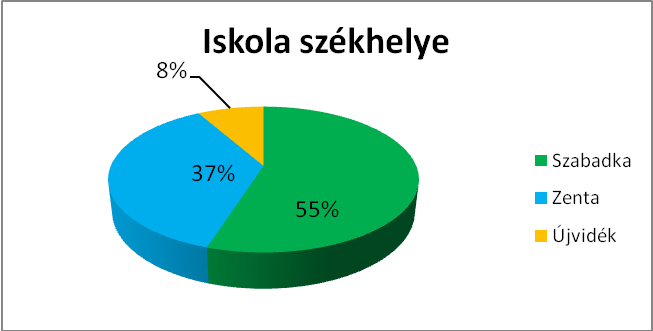 Iskola székhelye
8%
37%
55%
Szabadka
Zenta
Újvidék